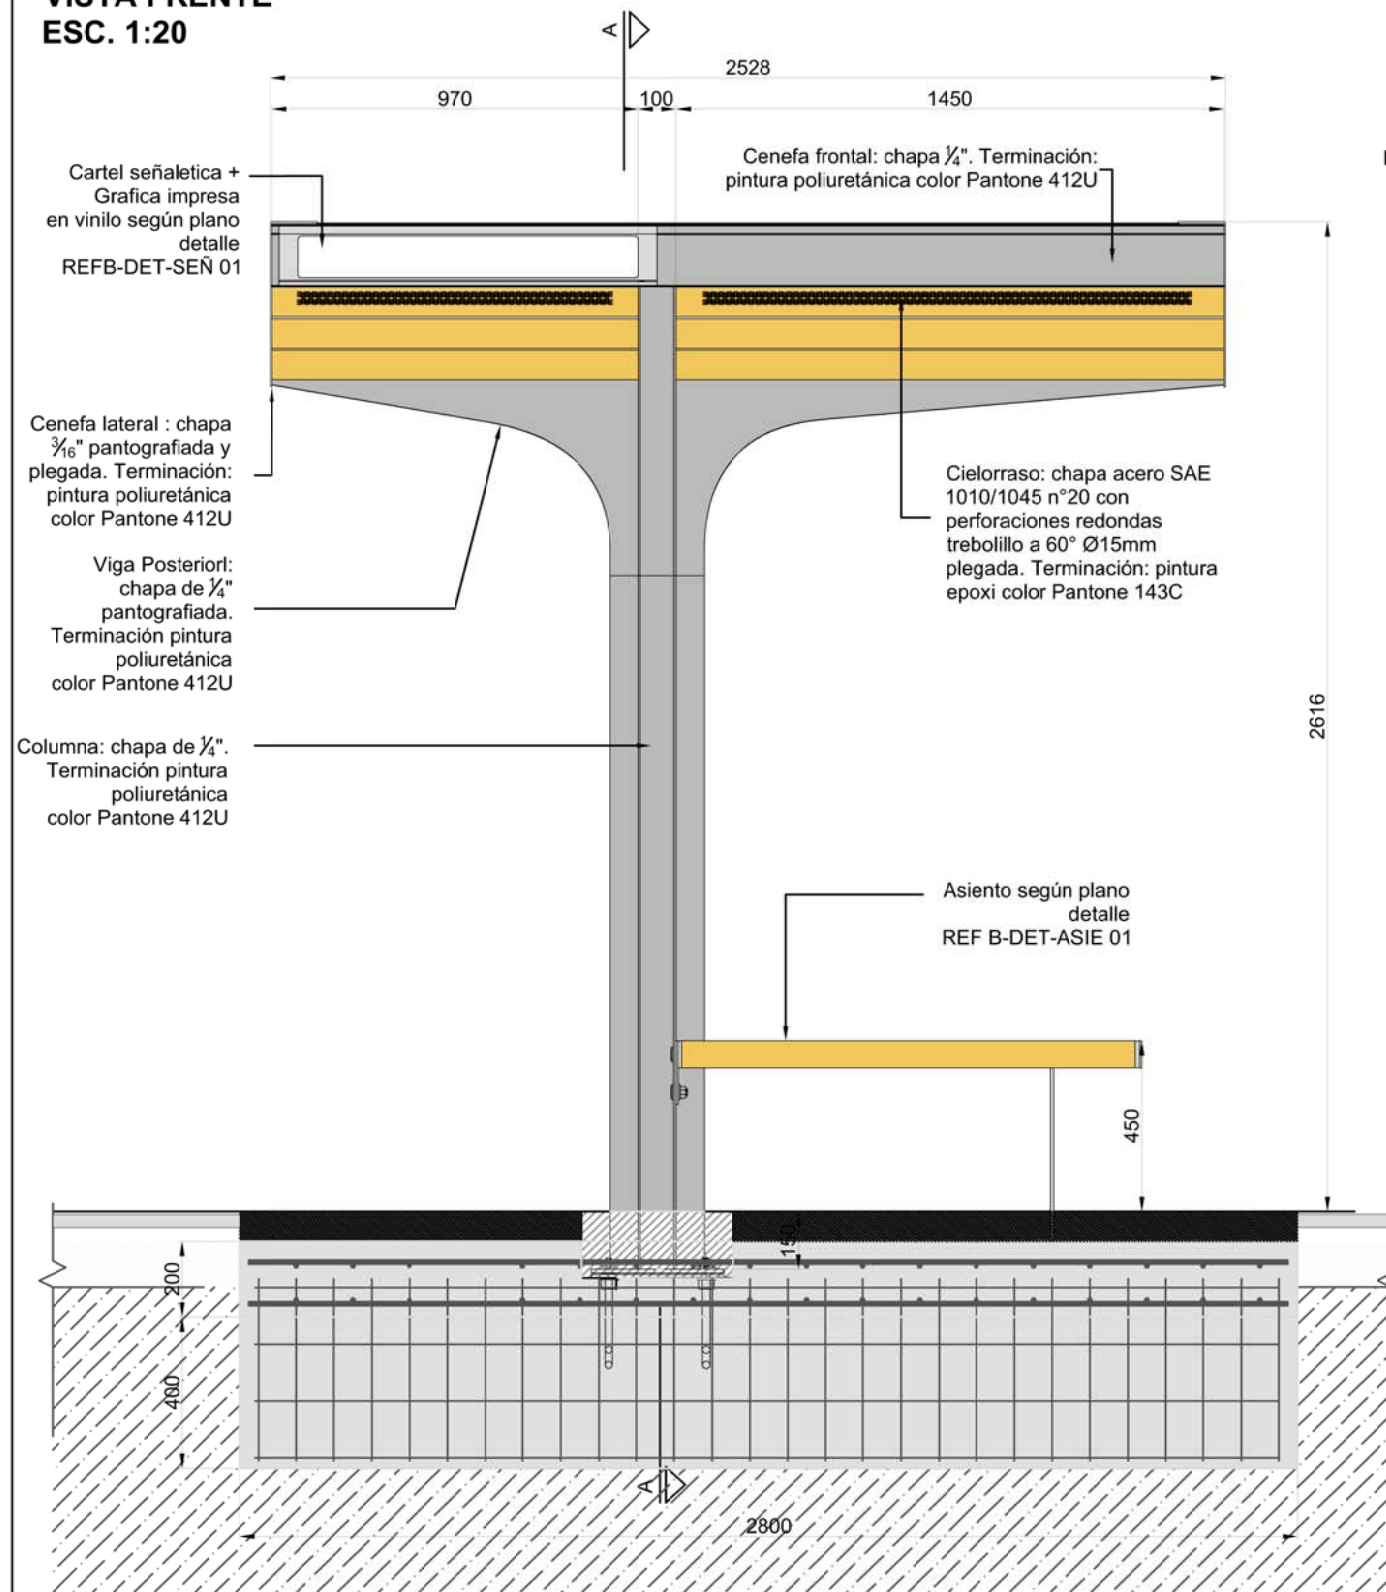 VISTA FRENTE
ESC. 1:20
A
2528
970
100
1450
Cartel señaletica +
Grafica impresa
en vinilo según plano
detalle
REFB-DET-SEÑ 01
Cenefa frontal: chapa ¼". Terminación:
pintura poliuretánica color Pantone 412U
Cenefa lateral : chapa
3⁄16" pantografiada y
plegada. Terminación:
pintura poliuretánica
color Pantone 412U
Viga Posteriorl:
chapa de ¼"
pantografiada.
Terminación pintura
poliuretánica
color Pantone 412U
Cielorraso: chapa acero SAE
1010/1045 n°20 con
perforaciones redondas
trebolillo a 60° Ø15mm
plegada. Terminación: pintura
epoxi color Pantone 143C
2616
Columna: chapa de ¼".
Terminación pintura
poliuretánica
color Pantone 412U
Asiento según plano
detalle
REF B-DET-ASIE 01
450
150
200
400
A
2800